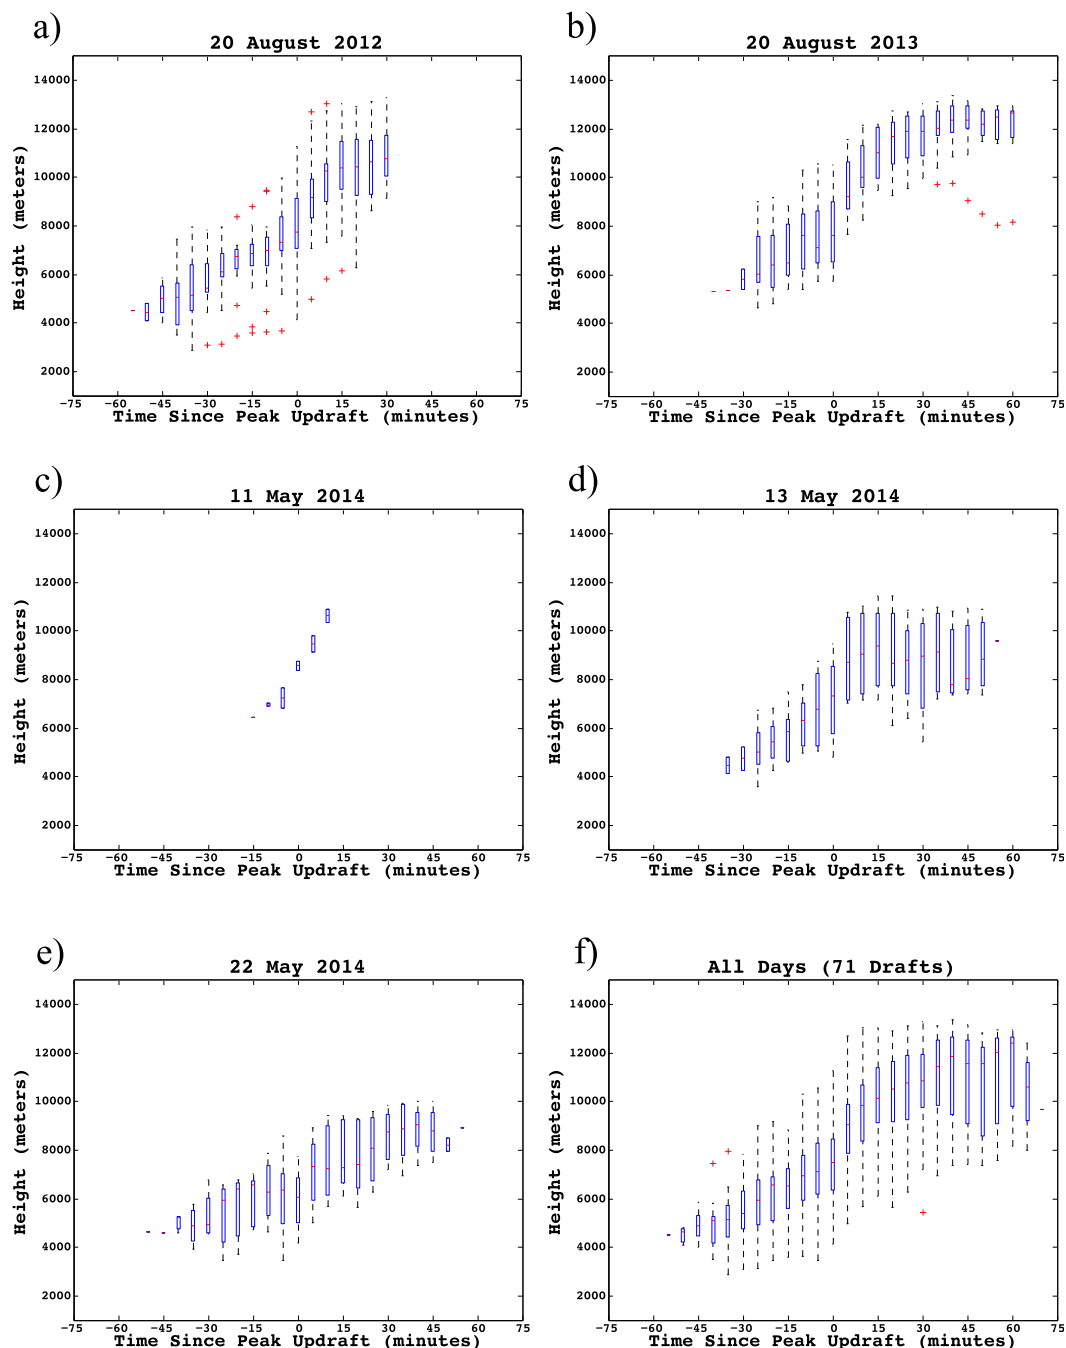 a)
20 August 2012
14000
12000
10000
8000
6000
4000
2000
Height (meters)
−75 −60 −45 −30 −15 0 15 30 45 60 75
Time Since Peak Updraft (minutes)
b)
20 August 2013
14000
12000
10000
8000
6000
4000
2000
Height (meters)
−75 −60 −45 −30 −15 0 15 30 45 60 75
Time Since Peak Updraft (minutes)
c)
11 May 2014
14000
12000
10000
8000
6000
4000
2000
Height (meters)
−75 −60 −45 −30 −15 0 15 30 45 60 75
Time Since Peak Updraft (minutes)
d)
13 May 2014
14000
12000
10000
8000
6000
4000
2000
Height (meters)
−75 −60 −45 −30 −15 0 15 30 45 60 75
Time Since Peak Updraft (minutes)
e)
22 May 2014
14000
12000
10000
8000
6000
4000
2000
Height (meters)
−75 −60 −45 −30 −15 0 15 30 45 60 75
Time Since Peak Updraft (minutes)
f)
All Days (71 Drafts)
14000
12000
10000
8000
6000
4000
2000
Height (meters)
−75 −60 −45 −30 −15 0 15 30 45 60 75
Time Since Peak Updraft (minutes)